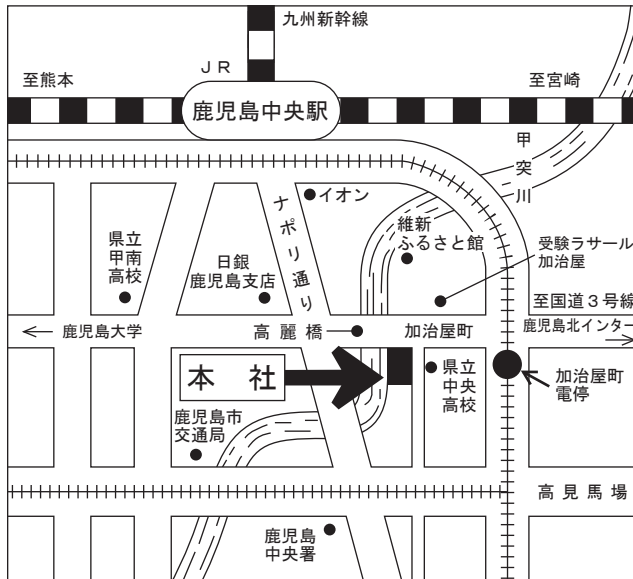 九州新幹線
JR
至熊本
至宮崎
鹿児島中央駅
甲突川
ナポリ通り
イオン
維新
ふるさと館
受験ラサール
加治屋
県立
甲南
高校
日銀
鹿児島支店
至国道3号線
鹿児島北インター
鹿児島大学
高麗橋
加治屋町
本社
県立
中央
高校
加治屋町
電停
鹿児島市
交通局
高見馬場
鹿児島
中央署